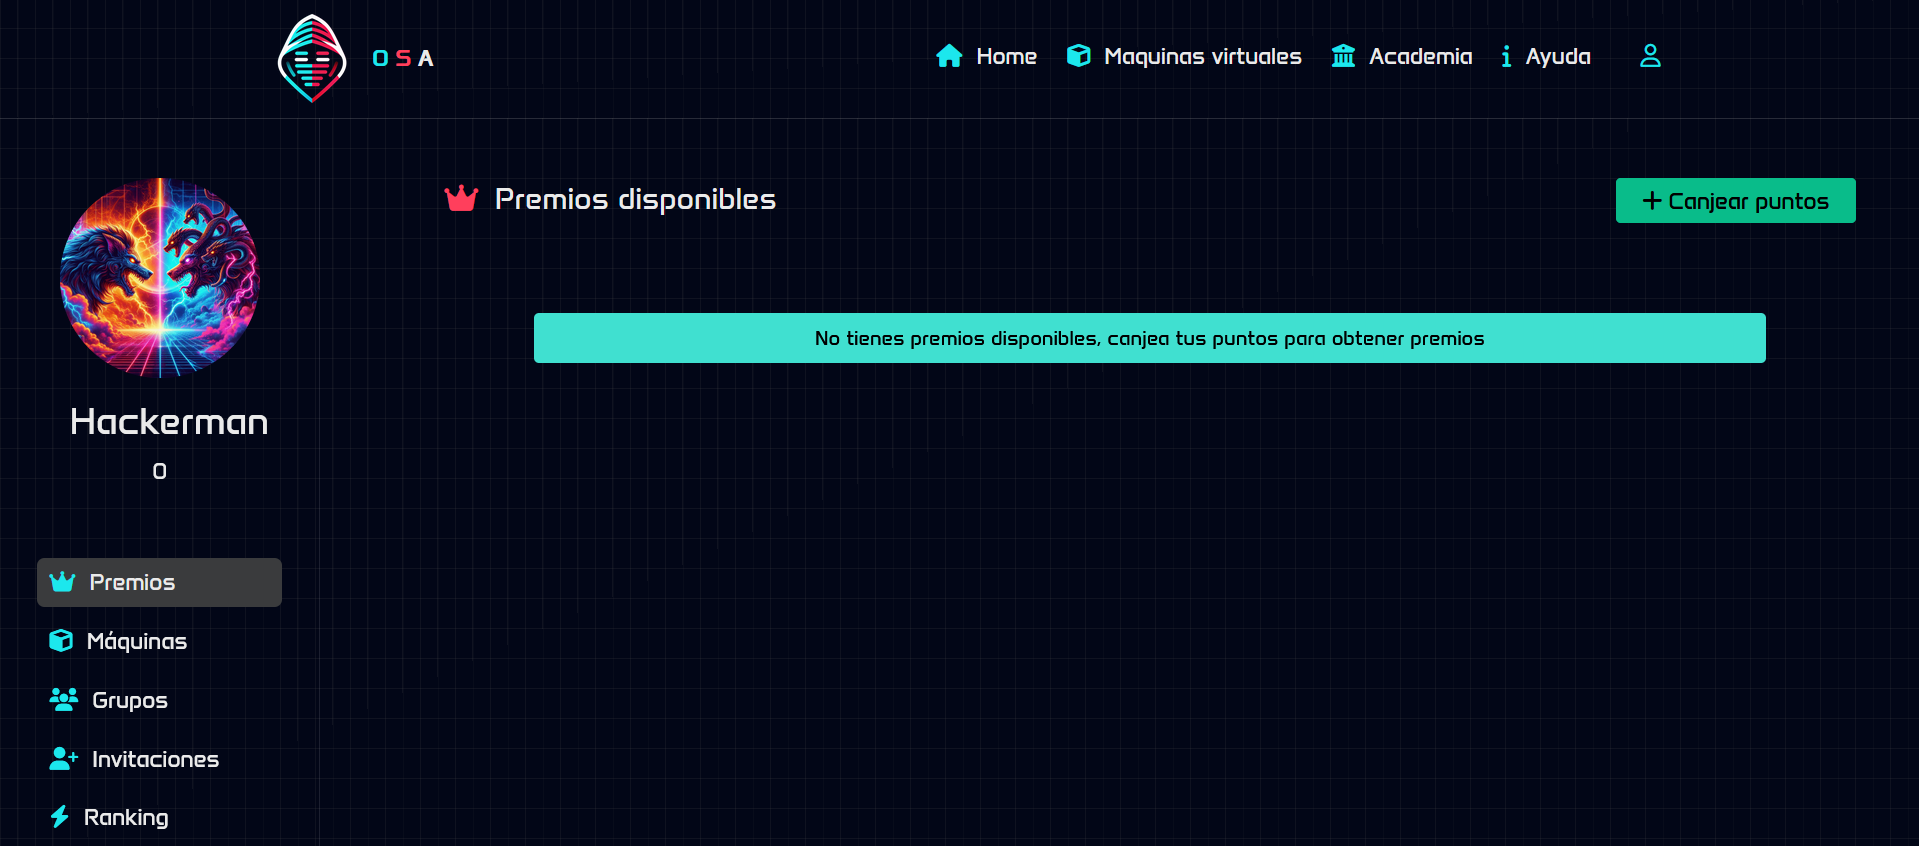 OSA
Home
Maquinas virtuales
Academia
Ayuda
Hackerman
0
Premios
Máquinas
Grupos
Invitaciones
Ranking
Premios disponibles
Canjear puntos
No tienes premios disponibles, canjea tus puntos para obtener premios